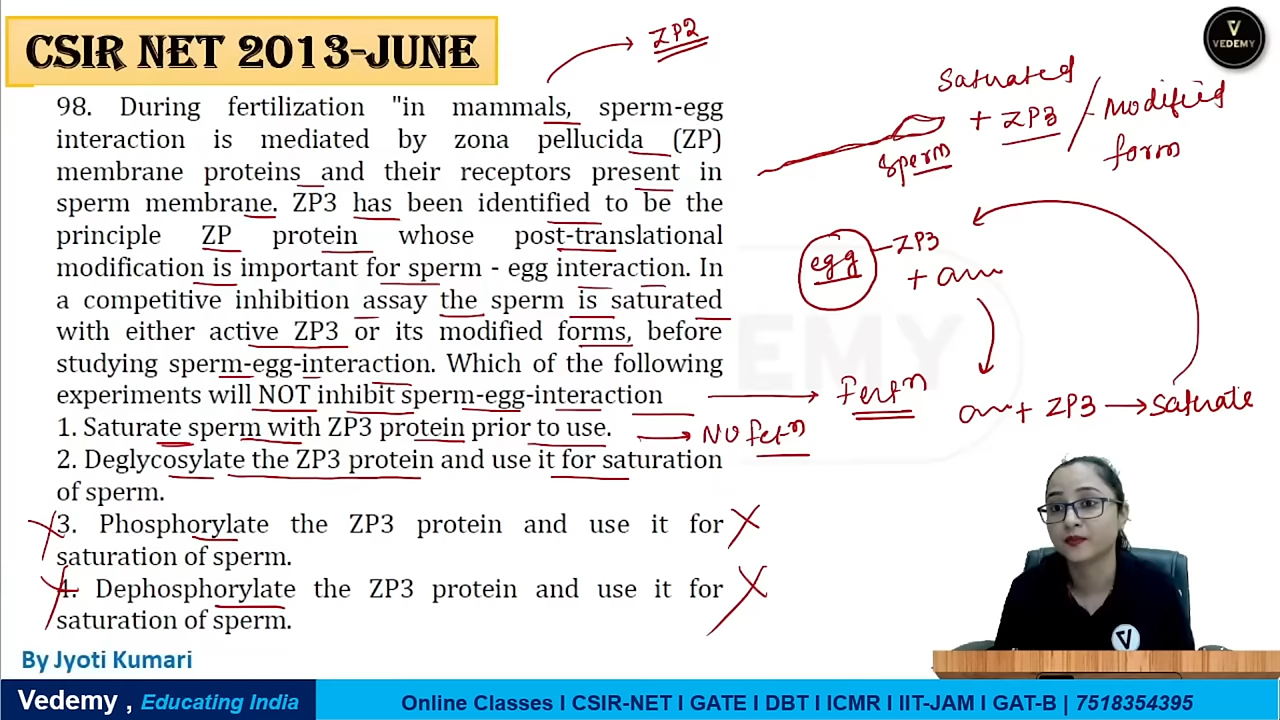 CSIR NET 2013-JUNE
ZP2
VEDEMY
Saturated
sperm + ZP3 / modified
form
98. During fertilization "in mammals, sperm-egg
interaction is mediated by zona pellucida (ZP)
membrane proteins and their receptors present in
sperm membrane. ZP3 has been identified to be the
principle ZP protein whose post-translational
modification is important for sperm - egg interaction. In
a competitive inhibition assay the sperm is saturated
with either active ZP3 or its modified forms, before
studying sperm-egg-interaction. Which of the following
experiments will NOT inhibit sperm-egg-interaction
1. Saturate sperm with ZP3 protein prior to use.
2. Deglycosylate the ZP3 protein and use it for saturation
of sperm.
3. Phosphorylate the ZP3 protein and use it for
saturation of sperm.
4. Dephosphorylate the ZP3 protein and use it for
saturation of sperm.
egg ZP3
+
Fertn
NO fertn
+ ZP3 → Saturate
By Jyoti Kumari
Vedemy , Educating India
Online Classes I CSIR-NET I GATE I DBT I ICMR I IIT-JAM I GAT-B | 7518354395